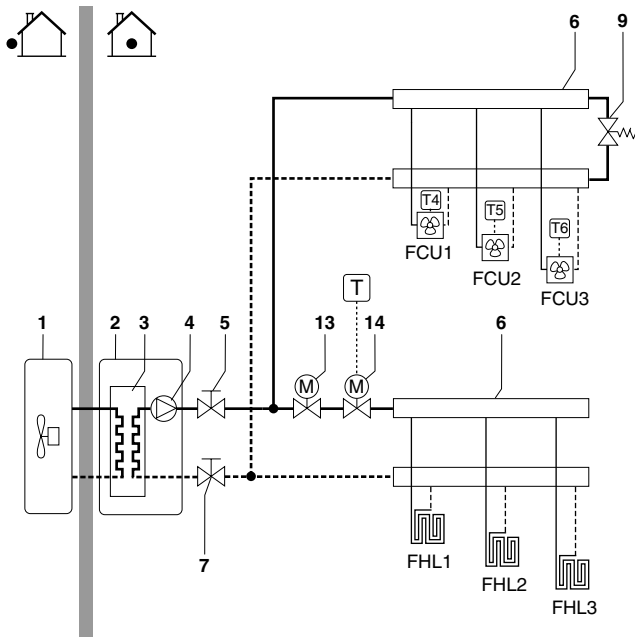 6 9
T4
T5
T6
FCU1
FCU2
FCU3
T
1 2 3 4 5 13 14 6
M M
7
FHL1
FHL2
FHL3